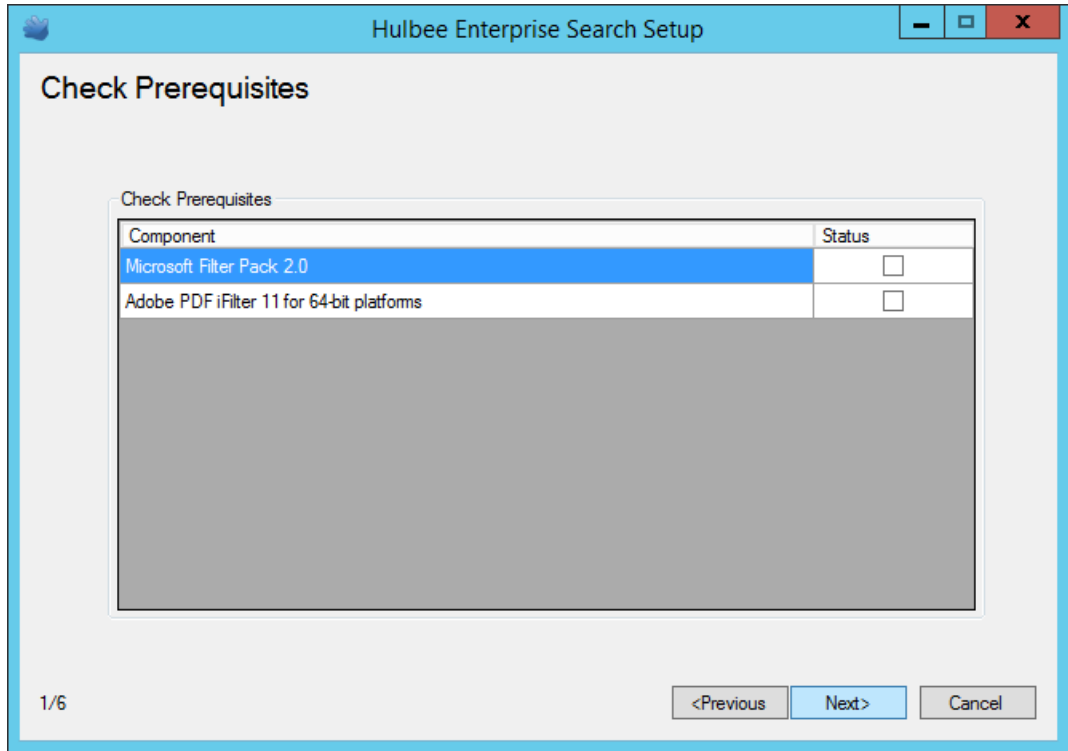 Hulbee Enterprise Search Setup
Check Prerequisites
Check Prerequisites
Component Status
Microsoft Filter Pack 2.0
Adobe PDF iFilter 11 for 64-bit platforms
1/6 <Previous Next> Cancel